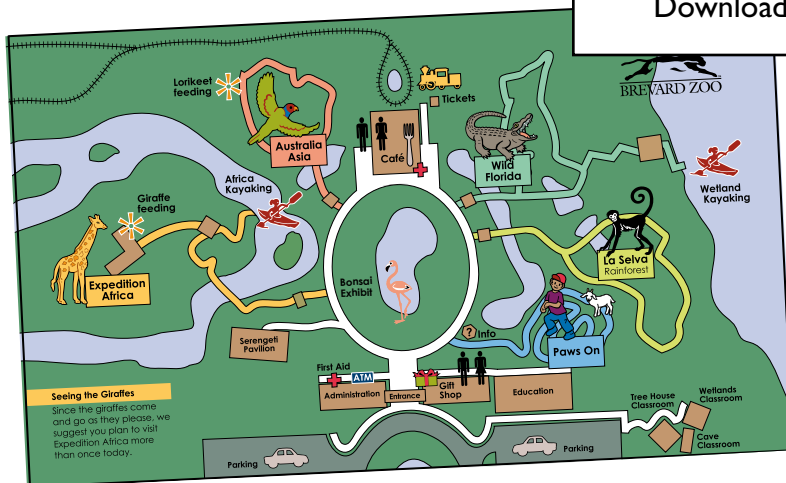 Download
BREVARD ZOO
Lorikeet
feeding
Tickets
Café
Australia
Asia
Wild
Florida
Africa
Kayaking
Wetland
Kayaking
Giraffe
feeding
La Selva
Rainforest
Expedition
Africa
Bonsai
Exhibit
? Info
Serengeti
Pavilion
Paws On
First Aid
ATM
Administration
Entrance
Gift
Shop
Education
Seeing the Giraffes
Since the giraffes come
and go as they please, we
suggest you plan to visit
Expedition Africa more
than once today.
Tree House
Classroom
Wetlands
Classroom
Cave
Classroom
Parking
Parking